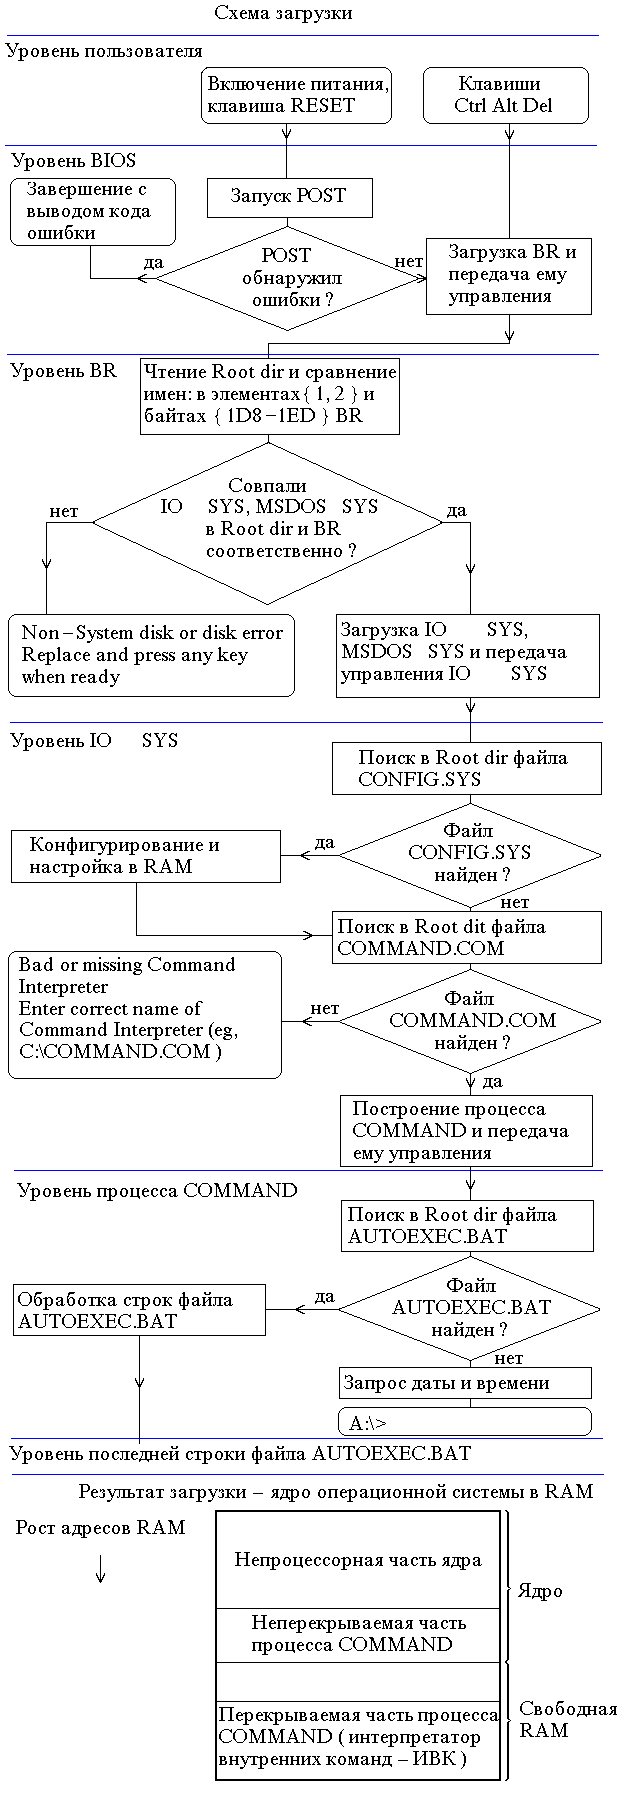 Схема загрузки
Уровень пользователя
Включение питания,
клавиша RESET
Клавиши
Ctrl Alt Del
Уровень BIOS
Завершение с
выводом кода
ошибки
Запуск POST
да
POST
обнаружил
ошибки ?
нет
Загрузка BR и
передача ему
управления
Уровень BR
Чтение Root dir и сравнение
имен: в элементах{ 1, 2 } и
байтах { 1D8 – 1ED } BR
нет
Совпали
IO SYS, MSDOS SYS
в Root dir и BR
соответственно ?
да
Non – System disk or disk error
Replace and press any key
when ready
Загрузка IO SYS,
MSDOS SYS и передача
управления IO SYS
Уровень IO SYS
Поиск в Root dir файла
CONFIG.SYS
Конфигурирование и
настройка в RAM
да
Файл
CONFIG.SYS
найден ?
нет
Поиск в Root dit файла
COMMAND.COM
Bad or missing Command
Interpreter
Enter correct name of
Command Interpreter (eg,
C:\COMMAND.COM )
нет
Файл
COMMAND.COM
найден ?
да
Построение процесса
COMMAND и передача
ему управления
Уровень процесса COMMAND
Поиск в Root dir файла
AUTOEXEC.BAT
Обработка строк файла
AUTOEXEC.BAT
да
Файл
AUTOEXEC.BAT
найден ?
нет
Запрос даты и времени
A:\>
Уровень последней строки файла AUTOEXEC.BAT
Результат загрузки – ядро операционной системы в RAM
Рост адресов RAM
Непроцессорная часть ядра
Неперекрываемая часть
процесса COMMAND
Ядро
Перекрываемая часть процесса
COMMAND ( интерпретатор
внутренних команд – ИВК )
Свободная
RAM